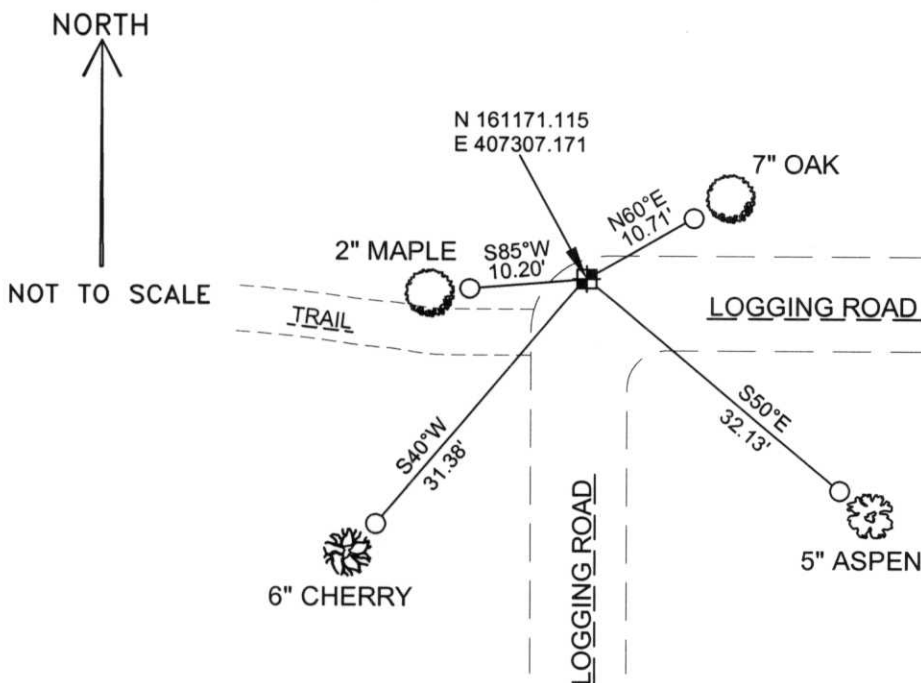 NORTH
N 161171.115
E 407307.171
7" OAK
N60°E
10.71'
2" MAPLE
S85°W
10.20'
NOT TO SCALE
TRAIL
LOGGING ROAD
S40°W
31.38'
S50°E
32.13'
LOGGING ROAD
5" ASPEN
6" CHERRY